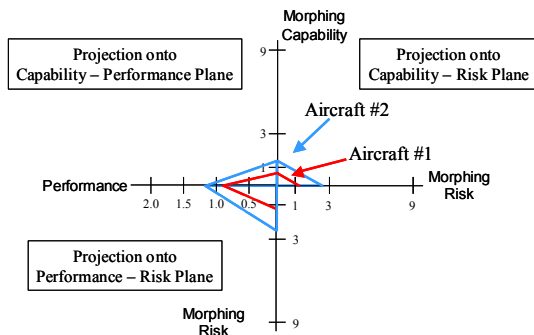 Morphing
Capability
Projection onto
Capability – Performance Plane
9
Projection onto
Capability – Risk Plane
Aircraft #2
3
Aircraft #1
1
Performance
Morphing
Risk
2.0 1.5 1.0 0.5 1 3 9
1
3
Projection onto
Performance – Risk Plane
Morphing
Risk
9